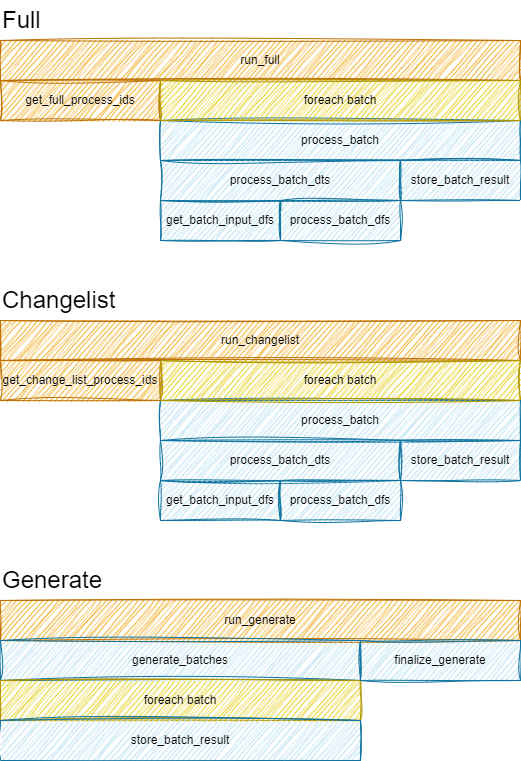 Full
run_full
get_full_process_ids
foreach batch
process_batch
process_batch_dts
store_batch_result
get_batch_input_dfs
process_batch_dfs
Changelist
run_changelist
get_change_list_process_ids
foreach batch
process_batch
process_batch_dts
store_batch_result
get_batch_input_dfs
process_batch_dfs
Generate
run_generate
generate_batches
finalize_generate
foreach batch
store_batch_result